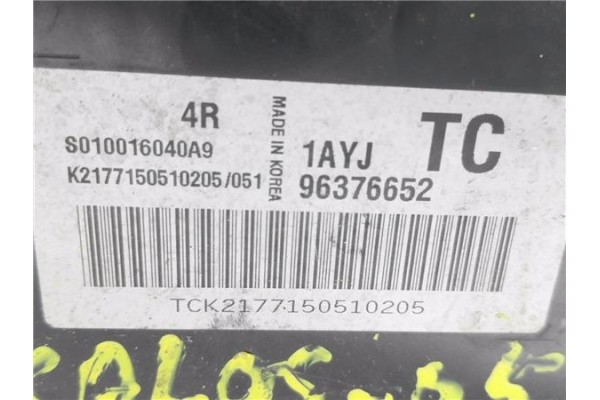 4R
S010016040A9
K2177150510205/051
MADE IN KOREA
1AYJ
TC
96376652
TCK2177150510205